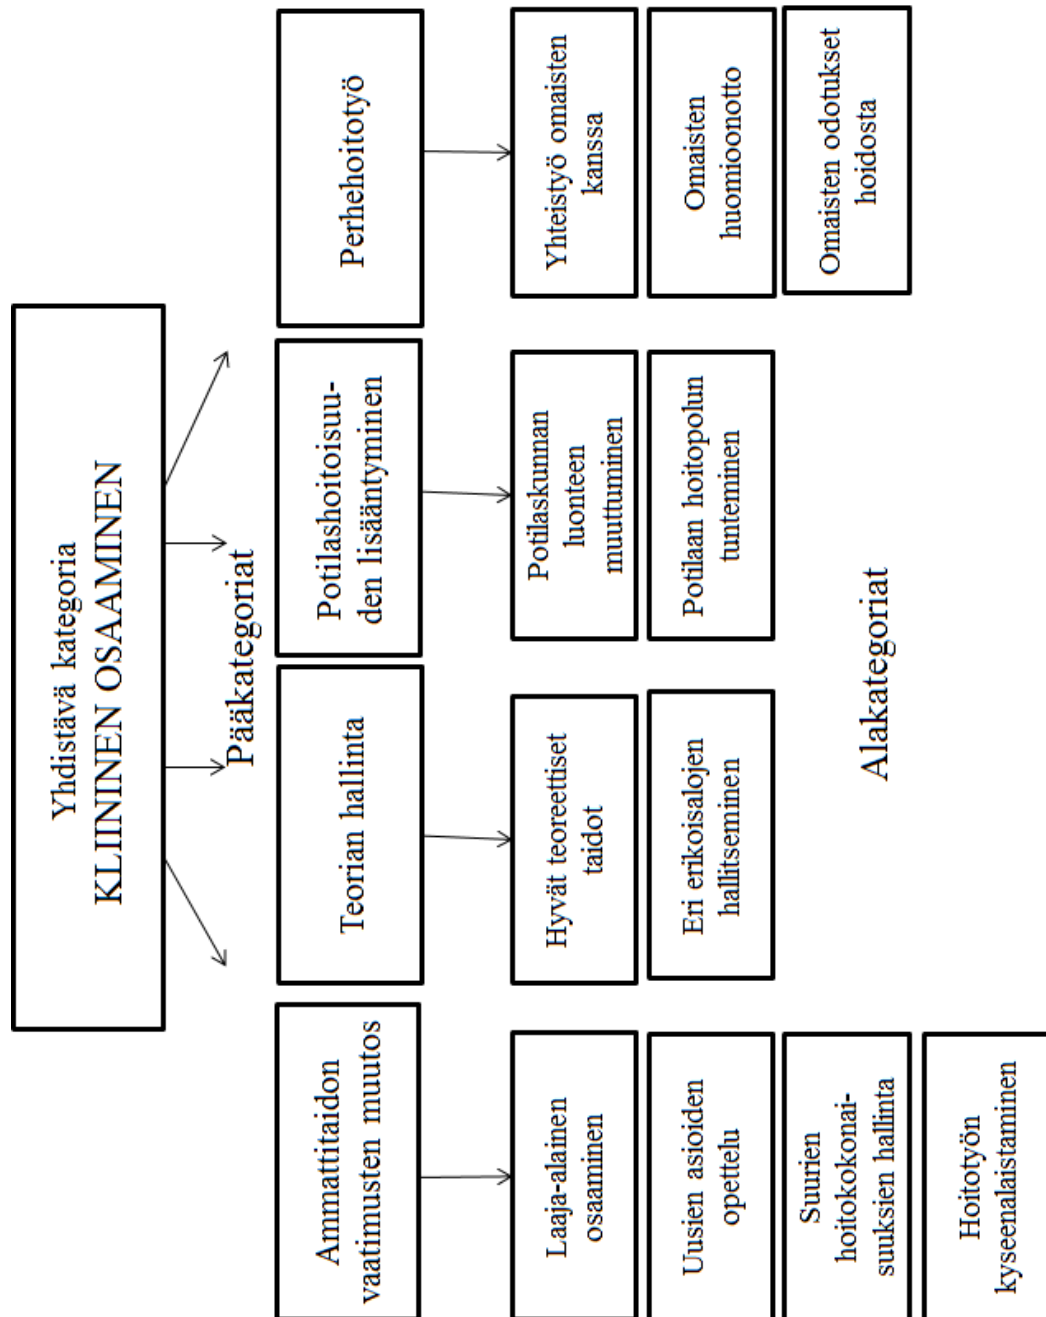 Yhdistävä kategoria
KLIININEN OSAAMINEN
Pääkategoriat
Ammattitaidon
vaatimusten muutos
Teorian hallinta
Potilashoitoisuu-
den lisääntyminen
Perhehoitotyö
Laaja-alainen
osaaminen
Uusien asioiden
opettelu
Suurien
hoitokokonai-
suuksien hallinta
Hoitotyön
kyseenalaistaminen
Hyvät teoreettiset
taidot
Eri erikoisalojen
hallitseminen
Potilaskunnan
luonteen
muuttuminen
Potilaan hoitopolun
tunteminen
Yhteistyö omaisten
kanssa
Omaisten
huomioonotto
Omaisten odotukset
hoidosta
Alakategoriat